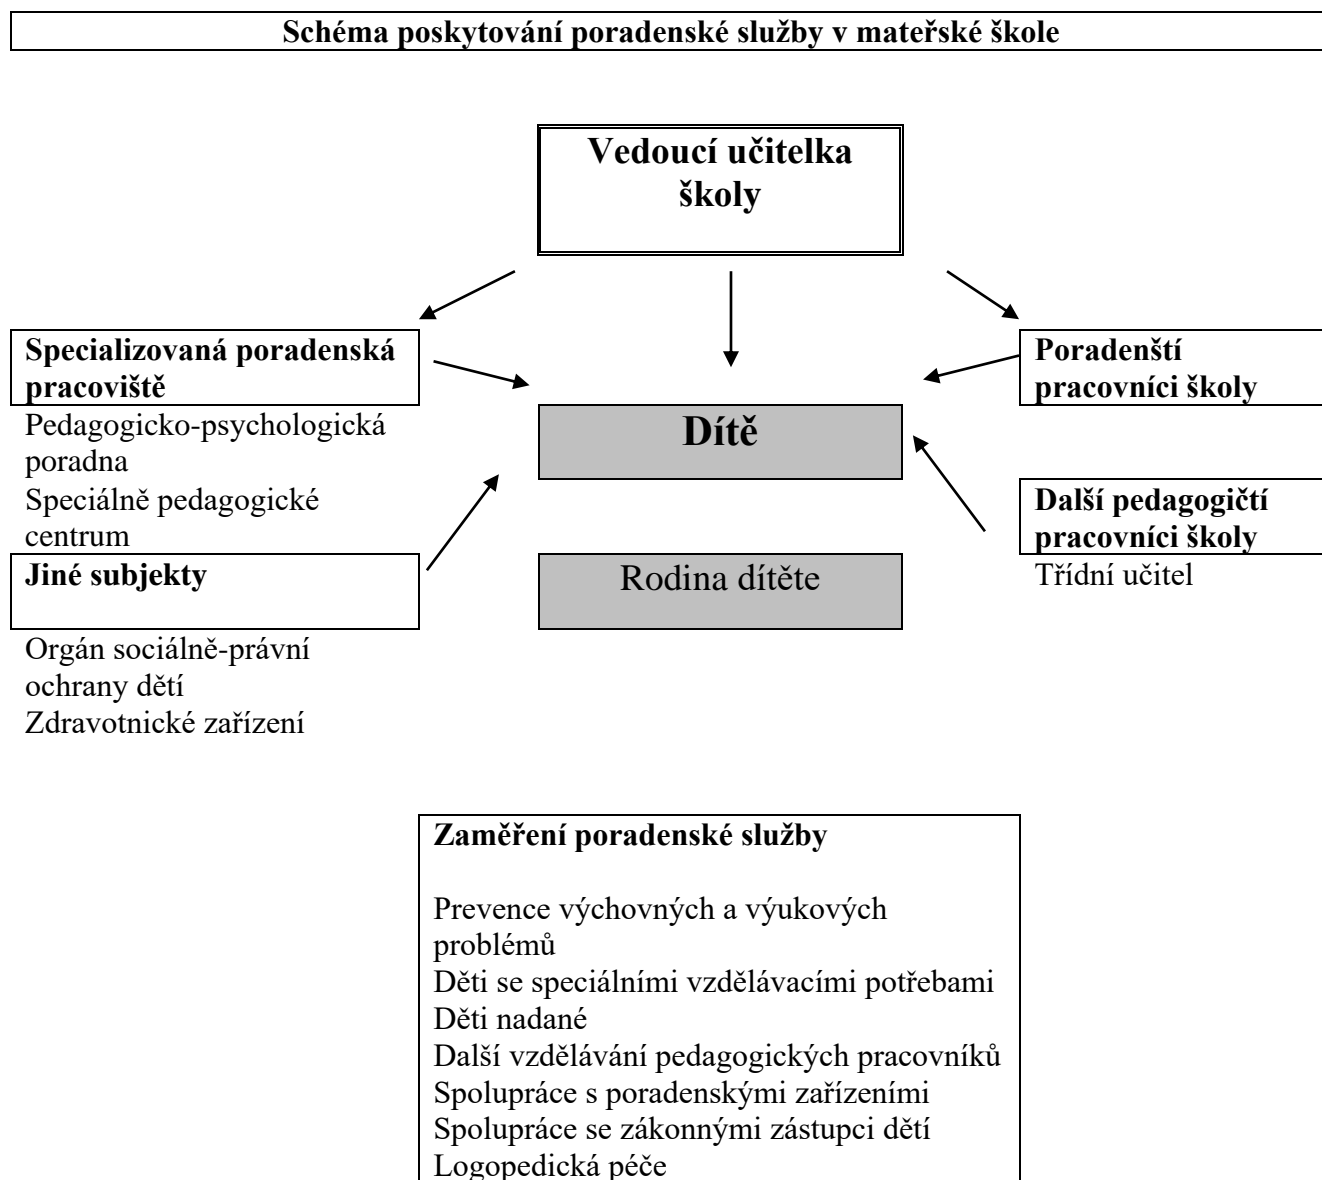 Schéma poskytování poradenské služby v mateřské škole
Vedoucí učitelka
školy
Specializovaná poradenská
pracoviště
Pedagogicko-psychologická
poradna
Speciálně pedagogické
centrum
Jiné subjekty
Orgán sociálně-právní
ochrany dětí
Zdravotnické zařízení
Dítě
Rodina dítěte
Poradenští
pracovníci školy
Další pedagogičtí
pracovníci školy
Třídní učitel
Zaměření poradenské služby
Prevence výchovných a výukových
problémů
Děti se speciálními vzdělávacími potřebami
Děti nadané
Další vzdělávání pedagogických pracovníků
Spolupráce s poradenskými zařízeními
Spolupráce se zákonnými zástupci dětí
Logopedická péče